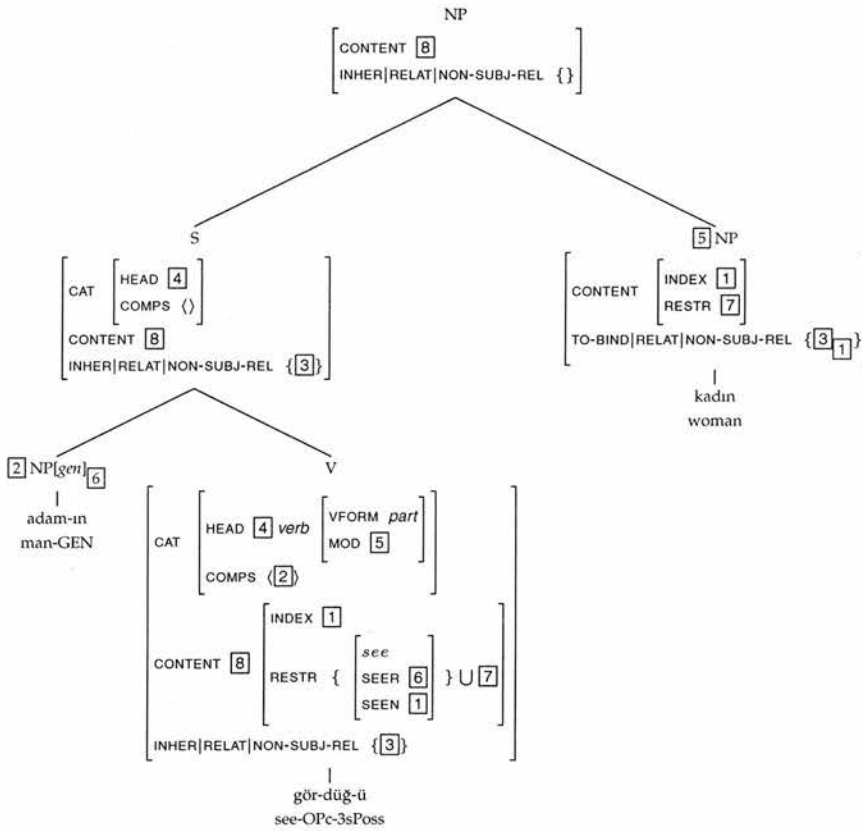 NP
CONTENT 8
INHER|RELAT|NON-SUBJ-REL { }
S
CAT
HEAD 4
COMPS ⟨⟩
CONTENT 8
INHER|RELAT|NON-SUBJ-REL {3}
5 NP
CONTENT
INDEX 1
RESTR 7
TO-BIND|RELAT|NON-SUBJ-REL {3 1}
kadın
woman
2 NP[gen] 6
adam-ın
man-GEN
V
CAT
HEAD 4 verb
VFORM part
MOD 5
COMPS ⟨2⟩
CONTENT 8
INDEX 1
RESTR {
see
SEER 6
SEEN 1
} ∪ 7
INHER|RELAT|NON-SUBJ-REL {3}
gör-düğ-ü
see-OPc-3sPoss